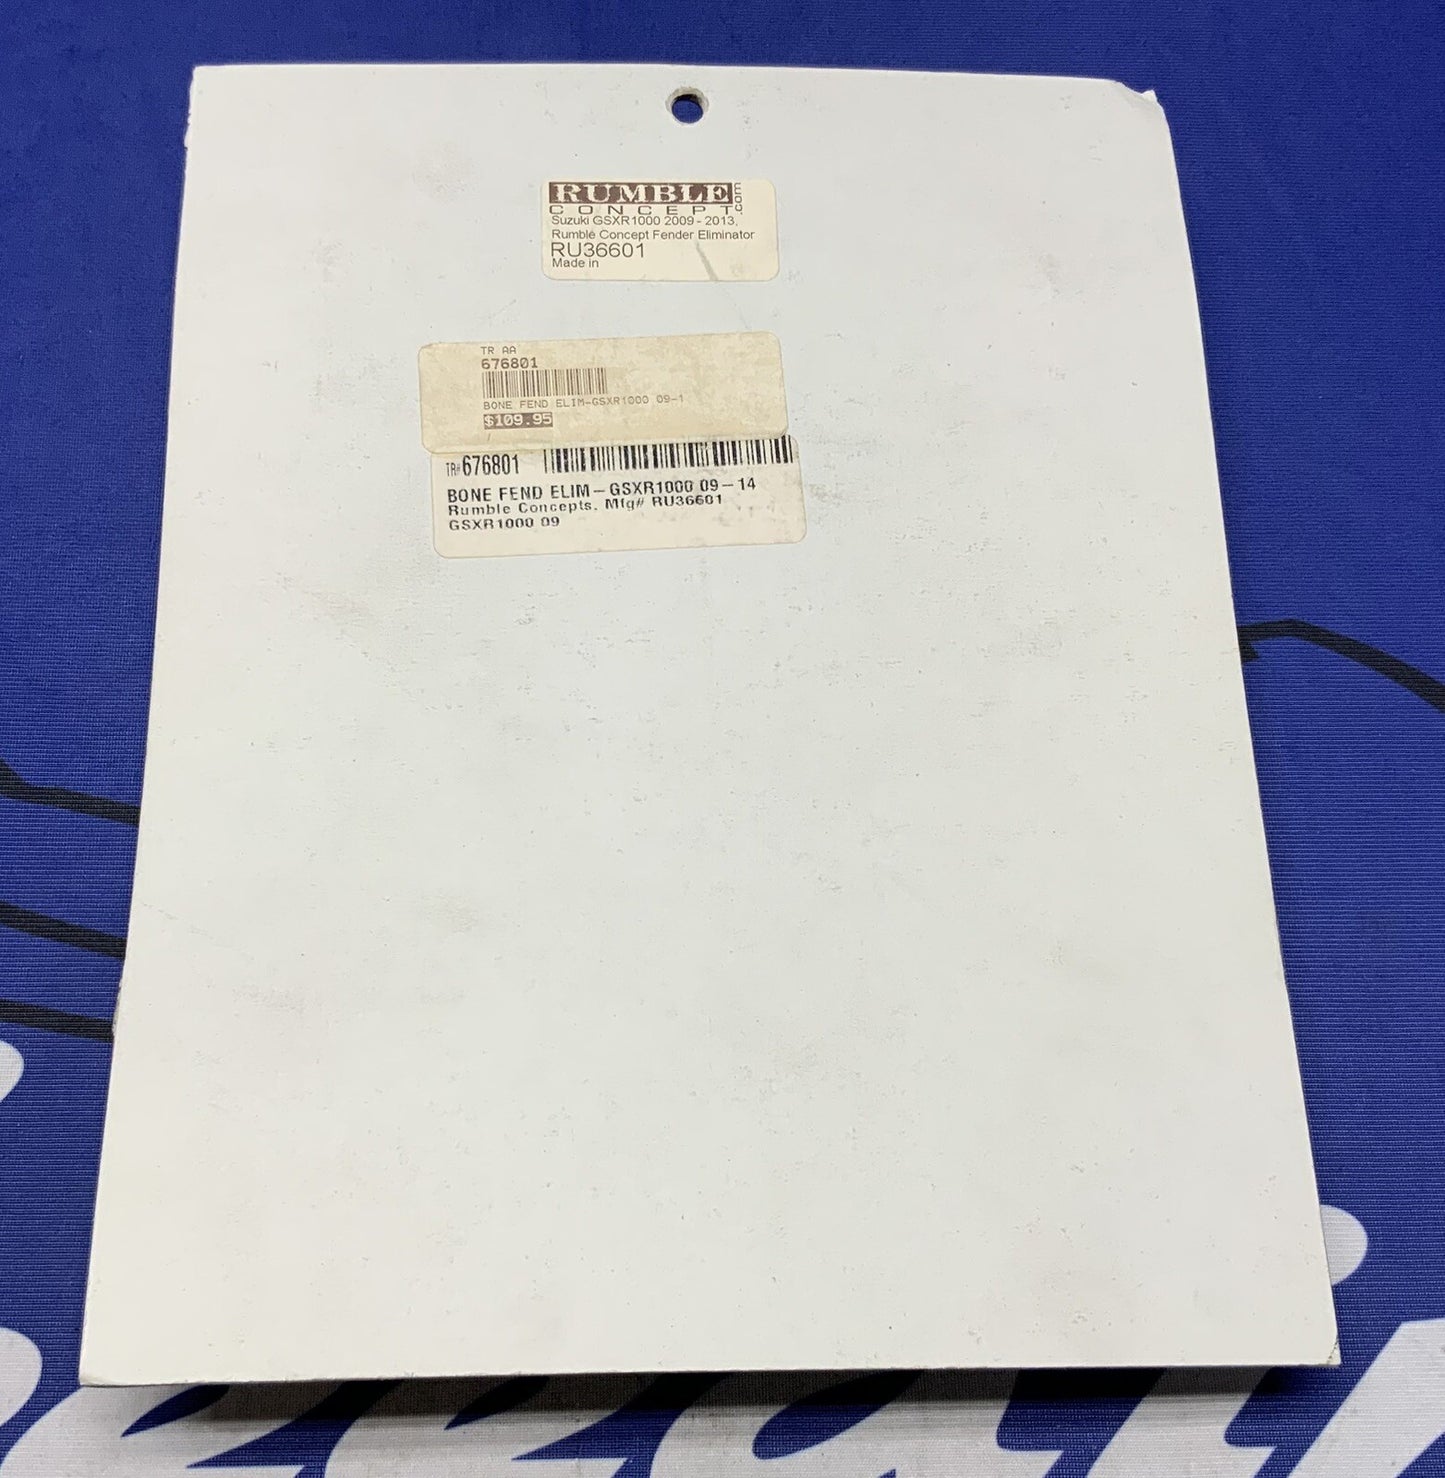 RUMBLE
CONCEPT.com
Suzuki GSXR1000 2009 - 2013,
Rumble Concept Fender Eliminator
RU36601
Made in
TR AA
676801
BONE FEND ELIM-GSXR1000 09-1
$109.95
TR# 676801
BONE FEND ELIM-GSXR1000 09-14
Rumble Concepts. Mfg# RU36601
GSXR1000 09